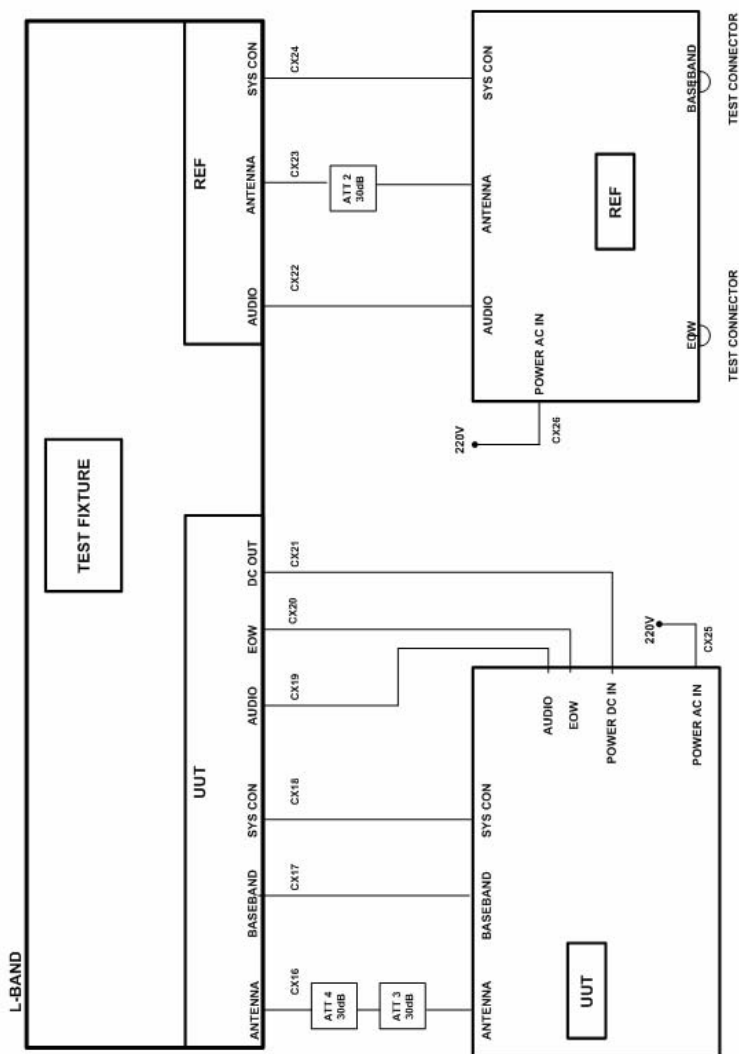 L-BAND
TEST FIXTURE
UUT
ANTENNA
BASEBAND
SYS CON
AUDIO
EOW
DC OUT
REF
AUDIO
ANTENNA
SYS CON
CX16
CX17
CX18
CX19
CX20
CX21
CX22
CX23
CX24
ATT 4
30dB
ATT 3
30dB
ATT 2
30dB
ANTENNA
BASEBAND
SYS CON
AUDIO
EOW
POWER DC IN
POWER AC IN
UUT
220V
CX25
220V
CX26
AUDIO
ANTENNA
SYS CON
POWER AC IN
REF
EOW
BASEBAND
TEST CONNECTOR
TEST CONNECTOR